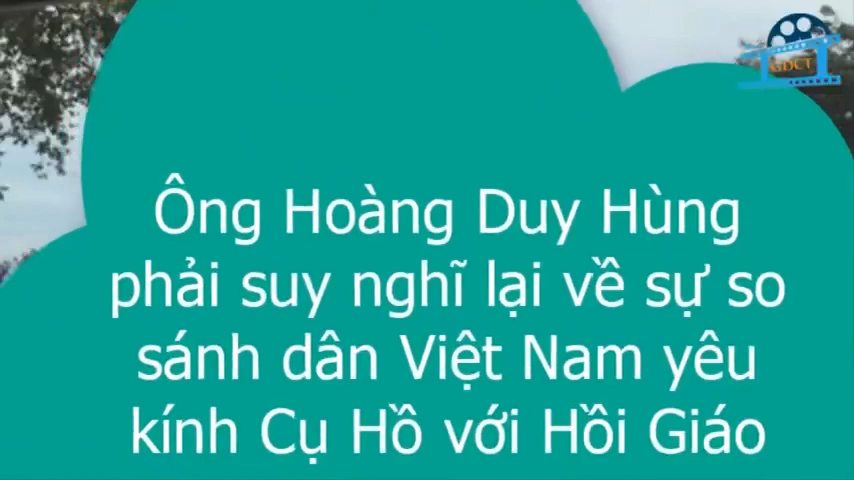 Ông Hoàng Duy Hùng
phải suy nghĩ lại về sự so
sánh dân Việt Nam yêu
kính Cụ Hồ với Hồi Giáo